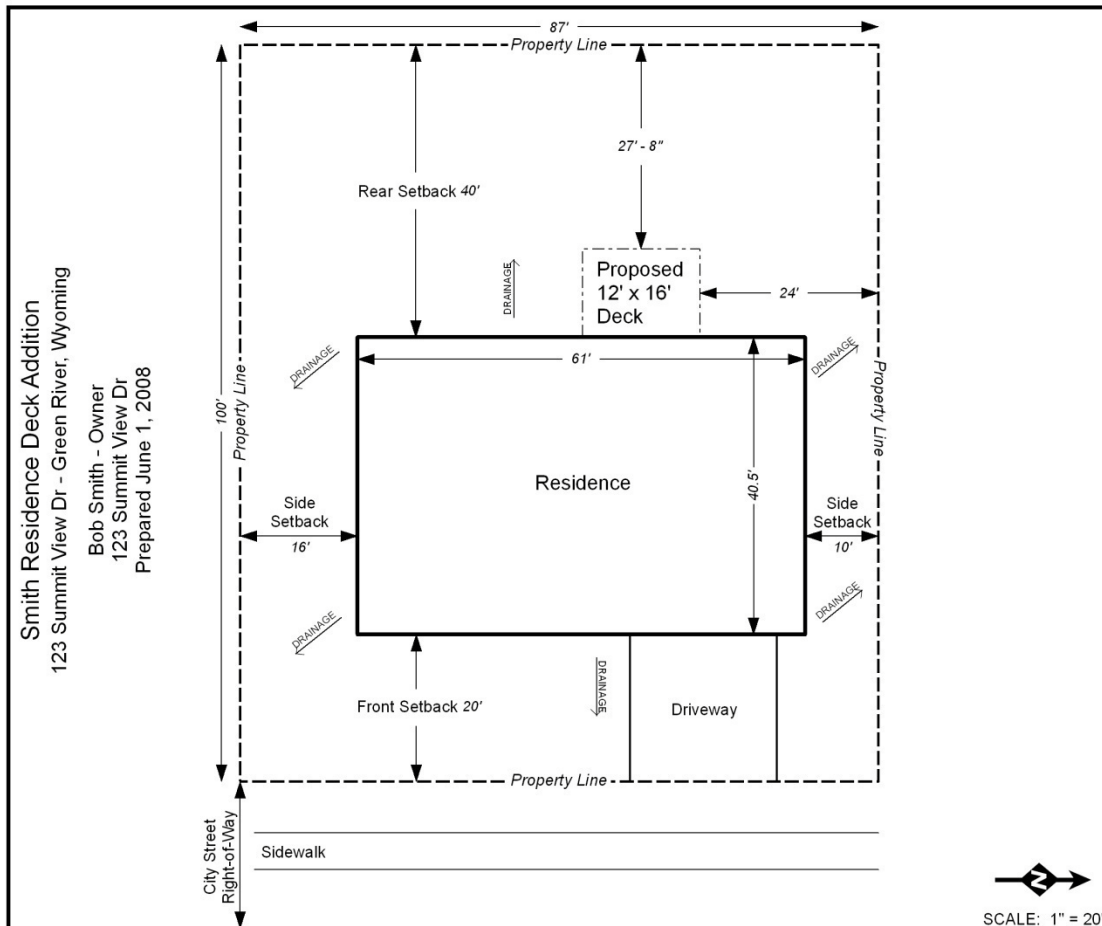 87'
Property Line
27' - 8"
Rear Setback 40'
Smith Residence Deck Addition
123 Summit View Dr - Green River, Wyoming
Bob Smith - Owner
123 Summit View Dr
Prepared June 1, 2008
100'
Property Line
DRAINAGE
Proposed
12' x 16'
Deck
24'
DRAINAGE
61'
DRAINAGE
Property Line
Residence
40.5'
Side
Setback
16'
Side
Setback
10'
DRAINAGE
DRAINAGE
Front Setback 20'
DRAINAGE
Driveway
Property Line
City Street
Right-of-Way
Sidewalk
N
SCALE: 1" = 20'